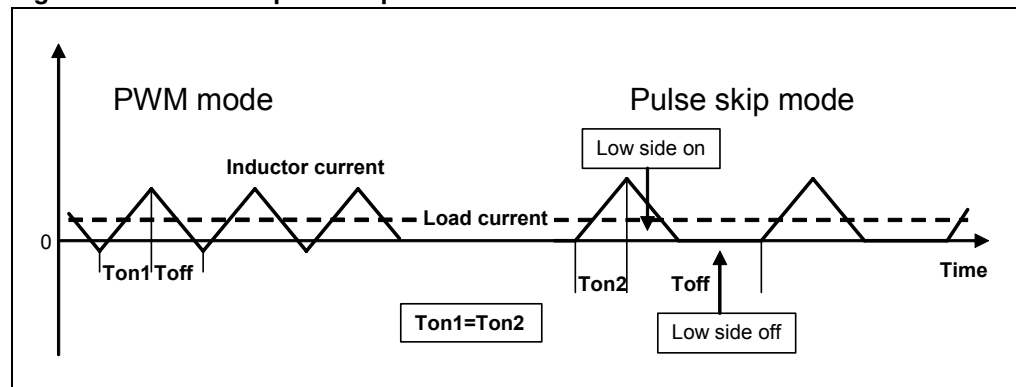 PWM mode
Pulse skip mode
Low side on
Inductor current
Load current
0
Ton1 Toff
Ton2
Toff
Time
Ton1=Ton2
Low side off